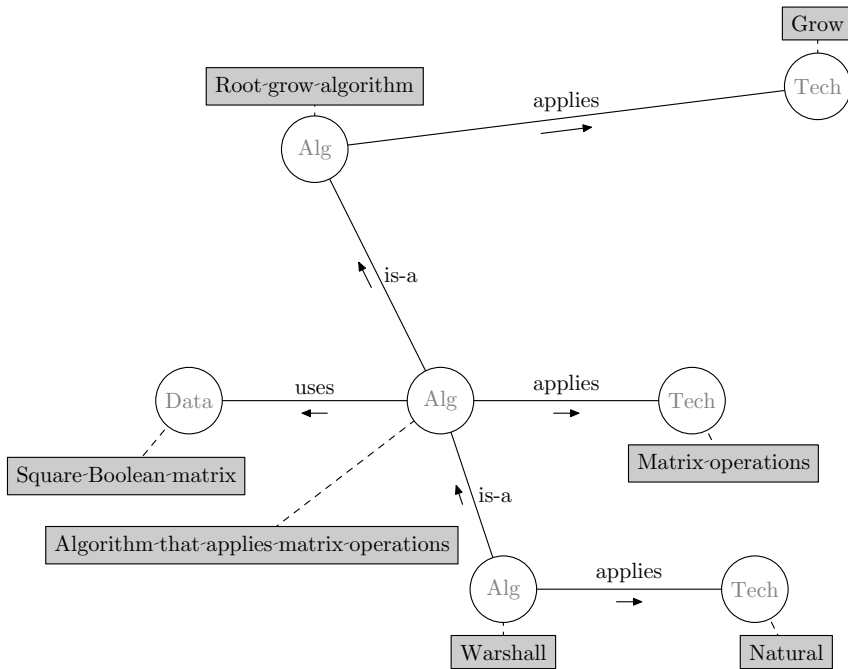 Grow
Root-grow-algorithm
applies
Tech
Alg
is-a
Data
uses
Alg
applies
Tech
Square-Boolean-matrix
Matrix-operations
is-a
Algorithm-that-applies-matrix-operations
Alg
applies
Tech
Warshall
Natural